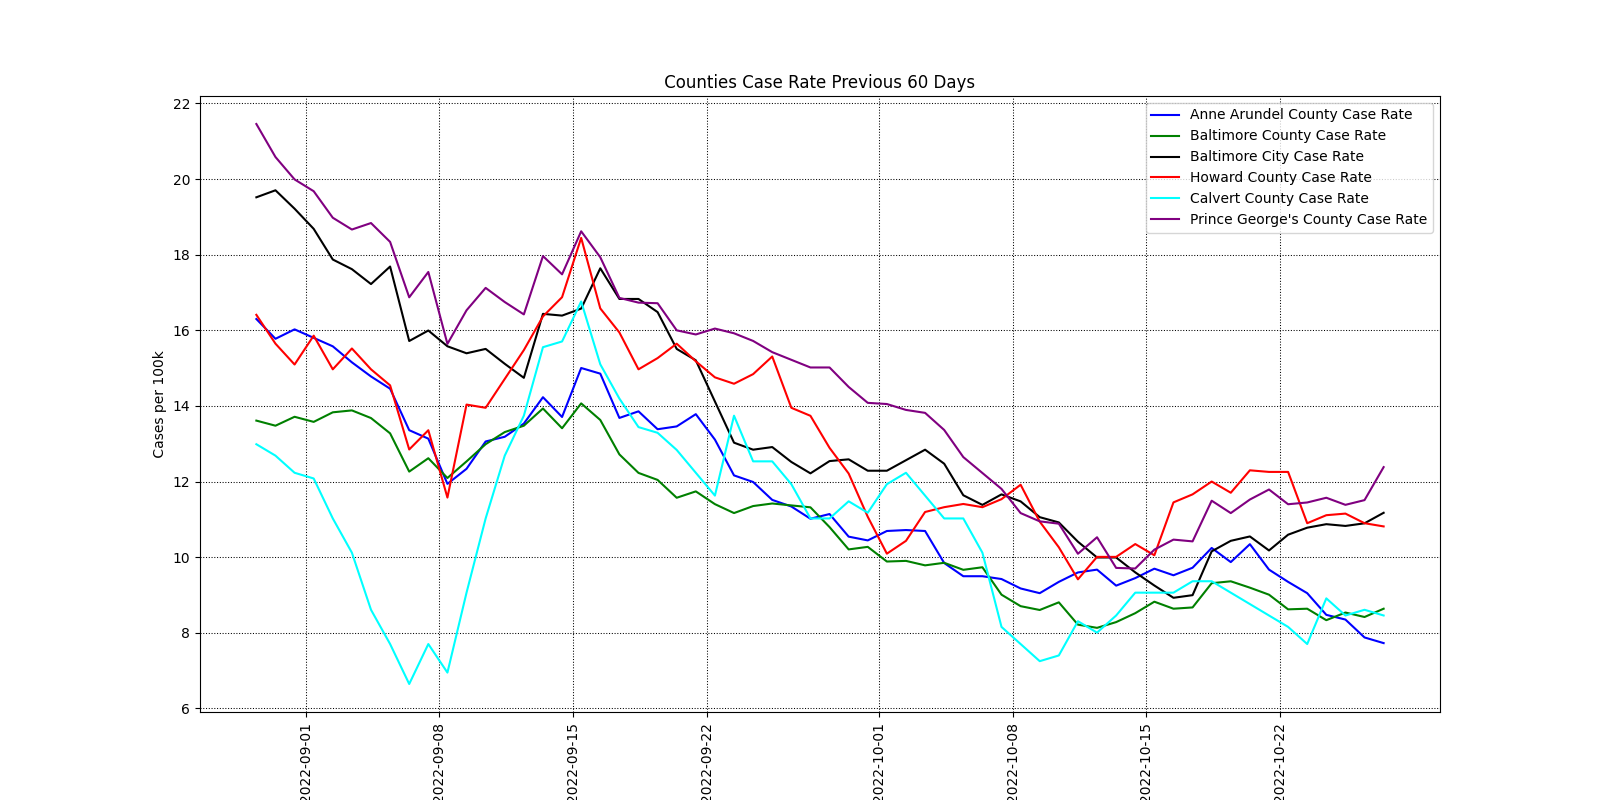 Counties Case Rate Previous 60 Days
22
20
18
16
14
12
10
8
6
Cases per 100k
Anne Arundel County Case Rate
Baltimore County Case Rate
Baltimore City Case Rate
Howard County Case Rate
Calvert County Case Rate
Prince George's County Case Rate
2022-09-01
2022-09-08
2022-09-15
2022-09-22
2022-10-01
2022-10-08
2022-10-15
2022-10-22